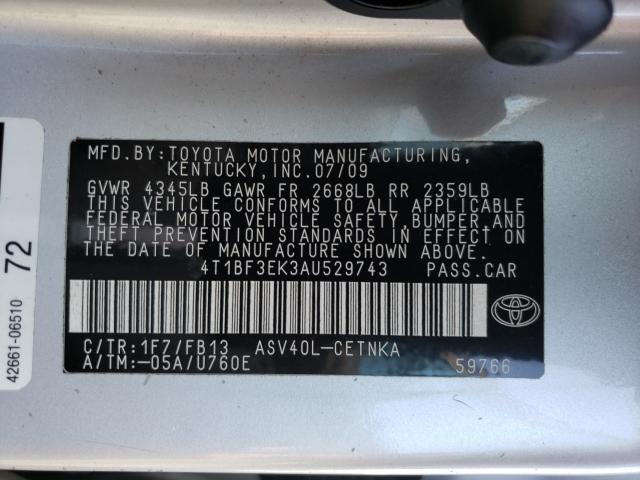 MFD.BY:TOYOTA MOTOR MANUFACTURING,
KENTUCKY,INC.07/09
GVWR 4345LB GAWR FR 2668LB RR 2359LB
THIS VEHICLE CONFORMS TO ALL APPLICABLE
FEDERAL MOTOR VEHICLE SAFETY,BUMPER,AND
THEFT PREVENTION STANDARDS IN EFFECT ON
THE DATE OF MANUFACTURE SHOWN ABOVE.
4T1BF3EK3AU529743 PASS.CAR
C/TR:1F7/FB13 ASV40L-CETNKA
A/TM:-05A/U760E 59766
42661-06510 72